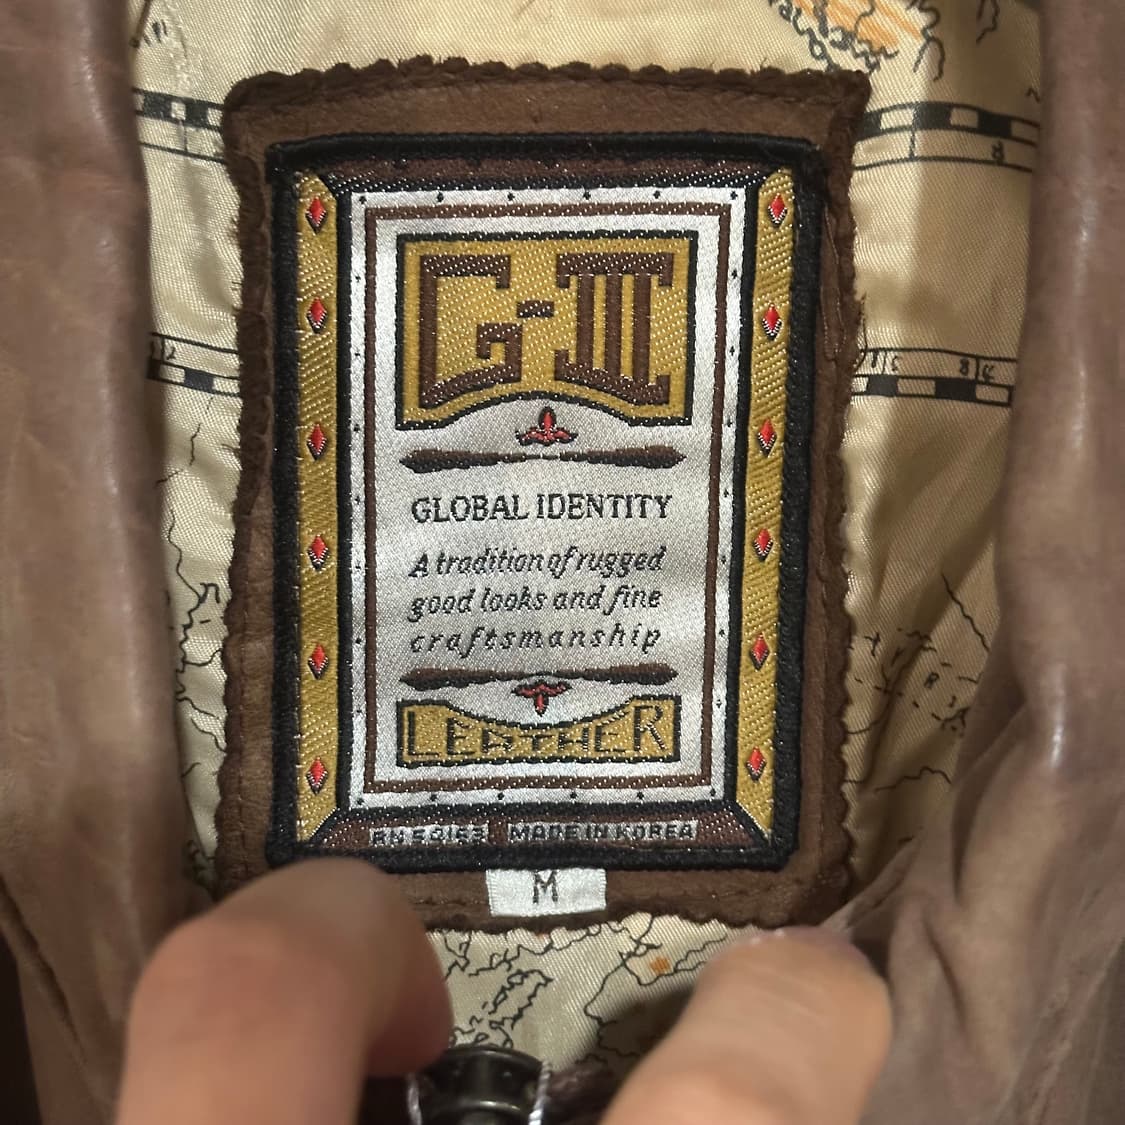 G-III
GLOBAL IDENTITY
A tradition of rugged
good looks and fine
craftsmanship
LEATHER
MADE IN KOREA
M